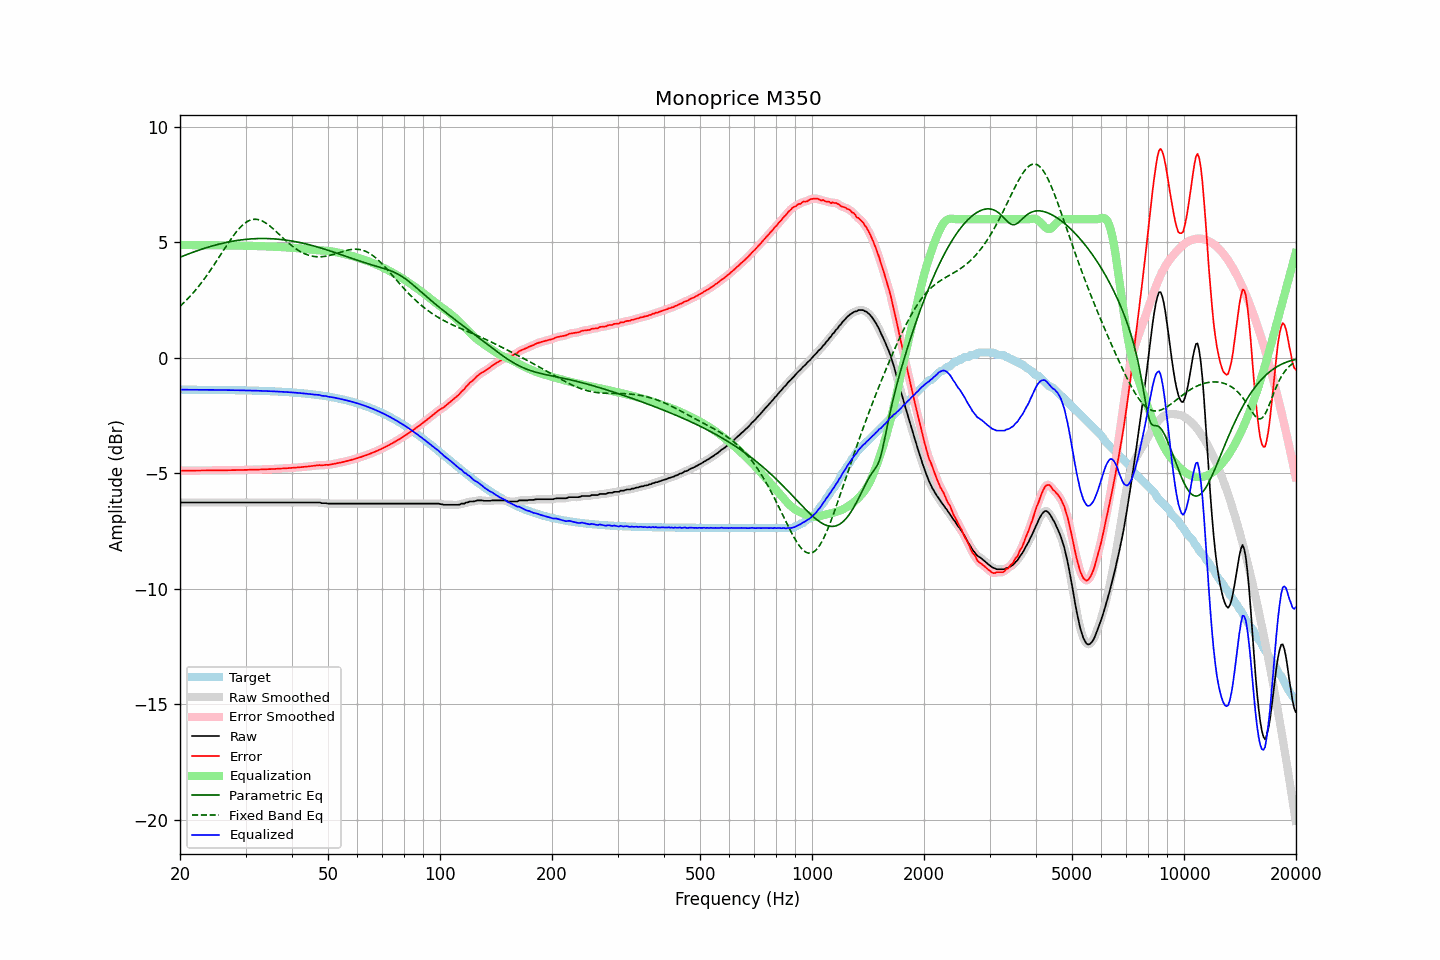 Monoprice M350
10
5
0
−5
−10
−15
−20
Amplitude (dBr)
Target
Raw Smoothed
Error Smoothed
Raw
Error
Equalization
Parametric Eq
Fixed Band Eq
Equalized
20 50 100 200 500 1000 2000 5000 10000 20000
Frequency (Hz)